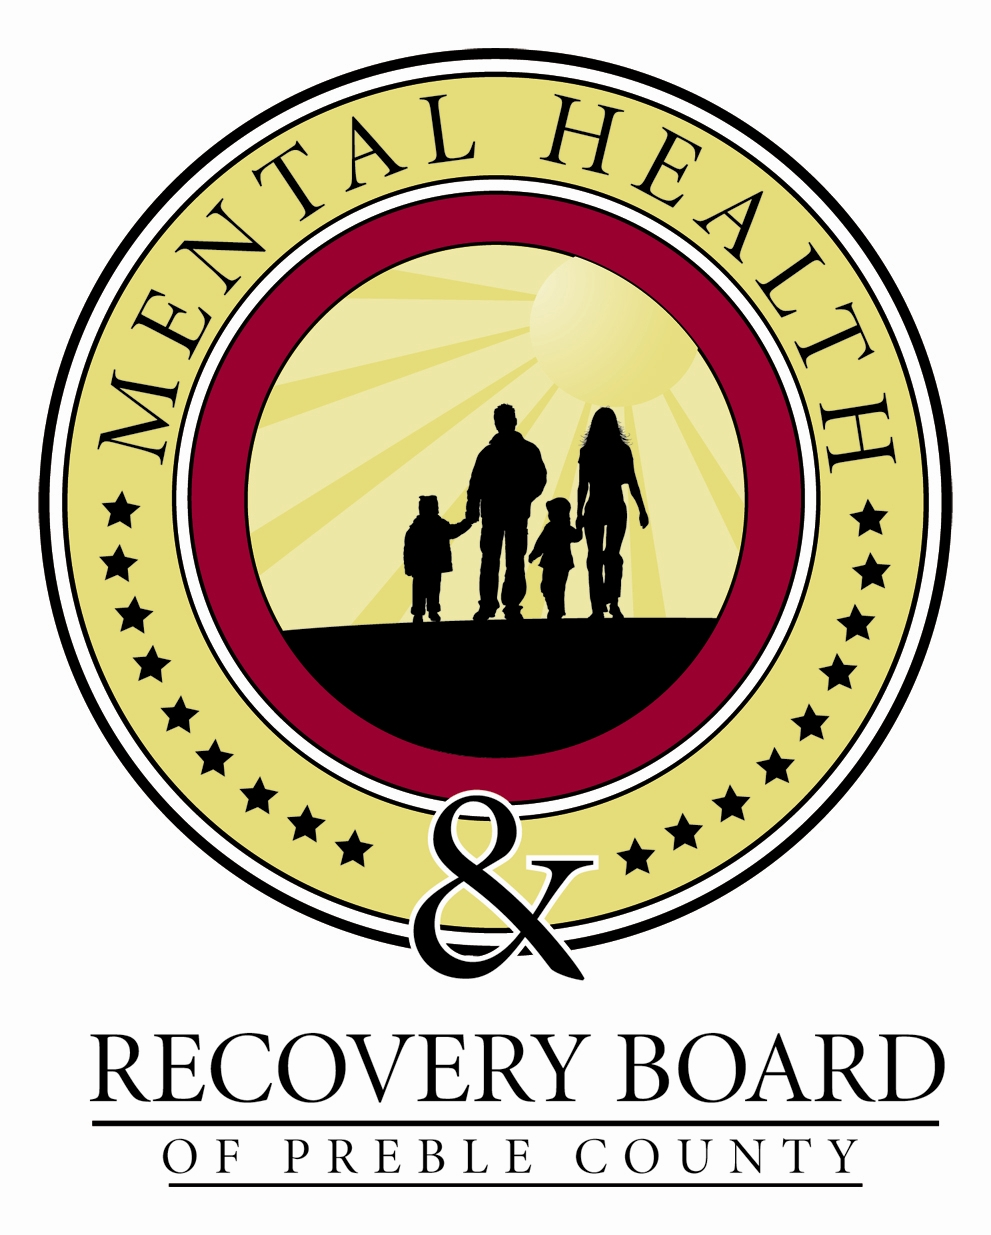 MENTAL HEALTH
&
RECOVERY BOARD
OF PREBLE COUNTY